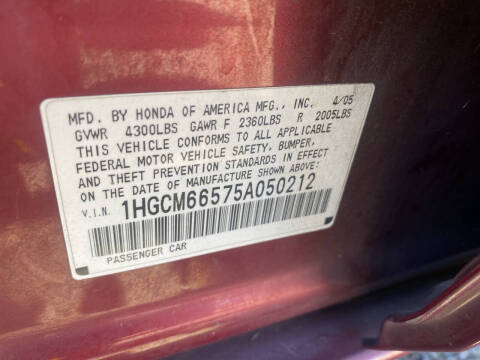 MFD. BY HONDA OF AMERICA MFG., INC. 4/05
GVWR 4300LBS GAWR F 2360LBS R 2005LBS
THIS VEHICLE CONFORMS TO ALL APPLICABLE
FEDERAL MOTOR VEHICLE SAFETY, BUMPER,
AND THEFT PREVENTION STANDARDS IN EFFECT
ON THE DATE OF MANUFACTURE SHOWN ABOVE.
V.I.N. 1HGCM66575A050212
PASSENGER CAR